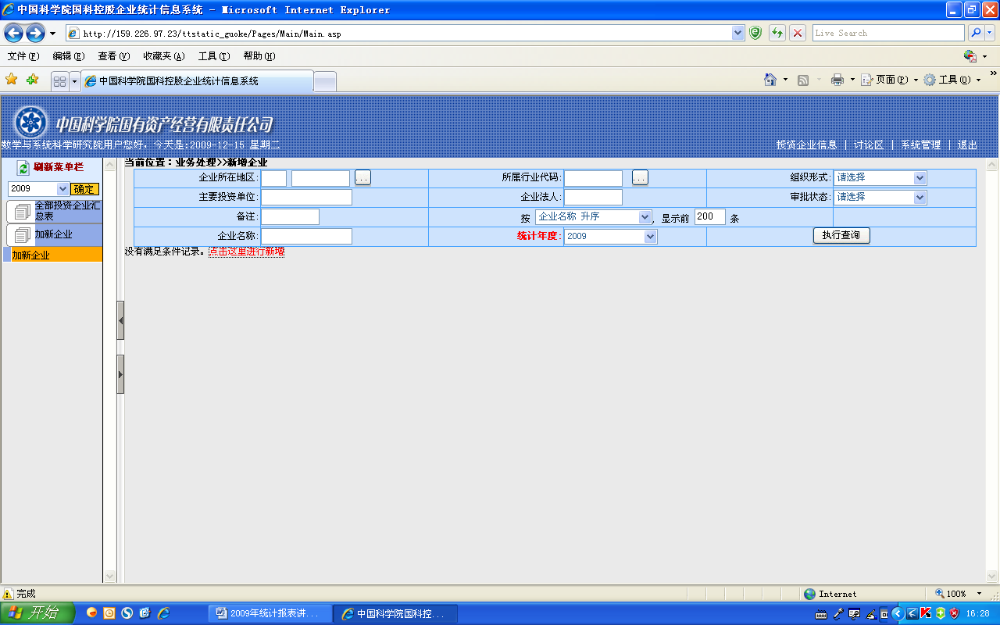 中国科学院国科控股企业统计信息系统 - Microsoft Internet Explorer
http://159.226.97.23/ttstatic_guoke/Pages/Main/Main.asp
Live Search
文件(F) 编辑(E) 查看(V) 收藏夹(A) 工具(T) 帮助(H)
中国科学院国科控股企业统计信息系统
页面(P) 工具(O)
中国科学院国有资产经营有限责任公司
数学与系统科学研究院用户您好，今天是:2009-12-15 星期二
投资企业信息 | 讨论区 | 系统管理 | 退出
刷新菜单栏
2009 确定
全部投资企业汇
总表
加新企业
加新企业
当前位置：业务处理>>新增企业
企业所在地区: ... 所属行业代码: ... 组织形式: 请选择
主要投资单位: 企业法人: 审批状态: 请选择
备注: 按 企业名称 升序 , 显示前 200 条
企业名称: 统计年度: 2009 执行查询
没有满足条件记录。点击这里进行新增
完成
Internet
100%
开始
2009年统计报表讲...
中国科学院国科控...
16:28